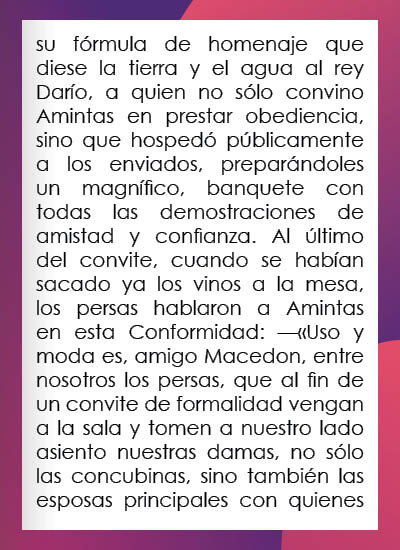 su fórmula de homenaje que
diese la tierra y el agua al rey
Darío, a quien no sólo convino
Amintas en prestar obediencia,
sino que hospedó públicamente
a los enviados, preparándoles
un magnífico, banquete con
todas las demostraciones de
amistad y confianza. Al último
del convite, cuando se habían
sacado ya los vinos a la mesa,
los persas hablaron a Amintas
en esta Conformidad: —«Uso y
moda es, amigo Macedon, entre
nosotros los persas, que al fin de
un convite de formalidad vengan
a la sala y tomen a nuestro lado
asiento nuestras damas, no sólo
las concubinas, sino también las
esposas principales con quienes